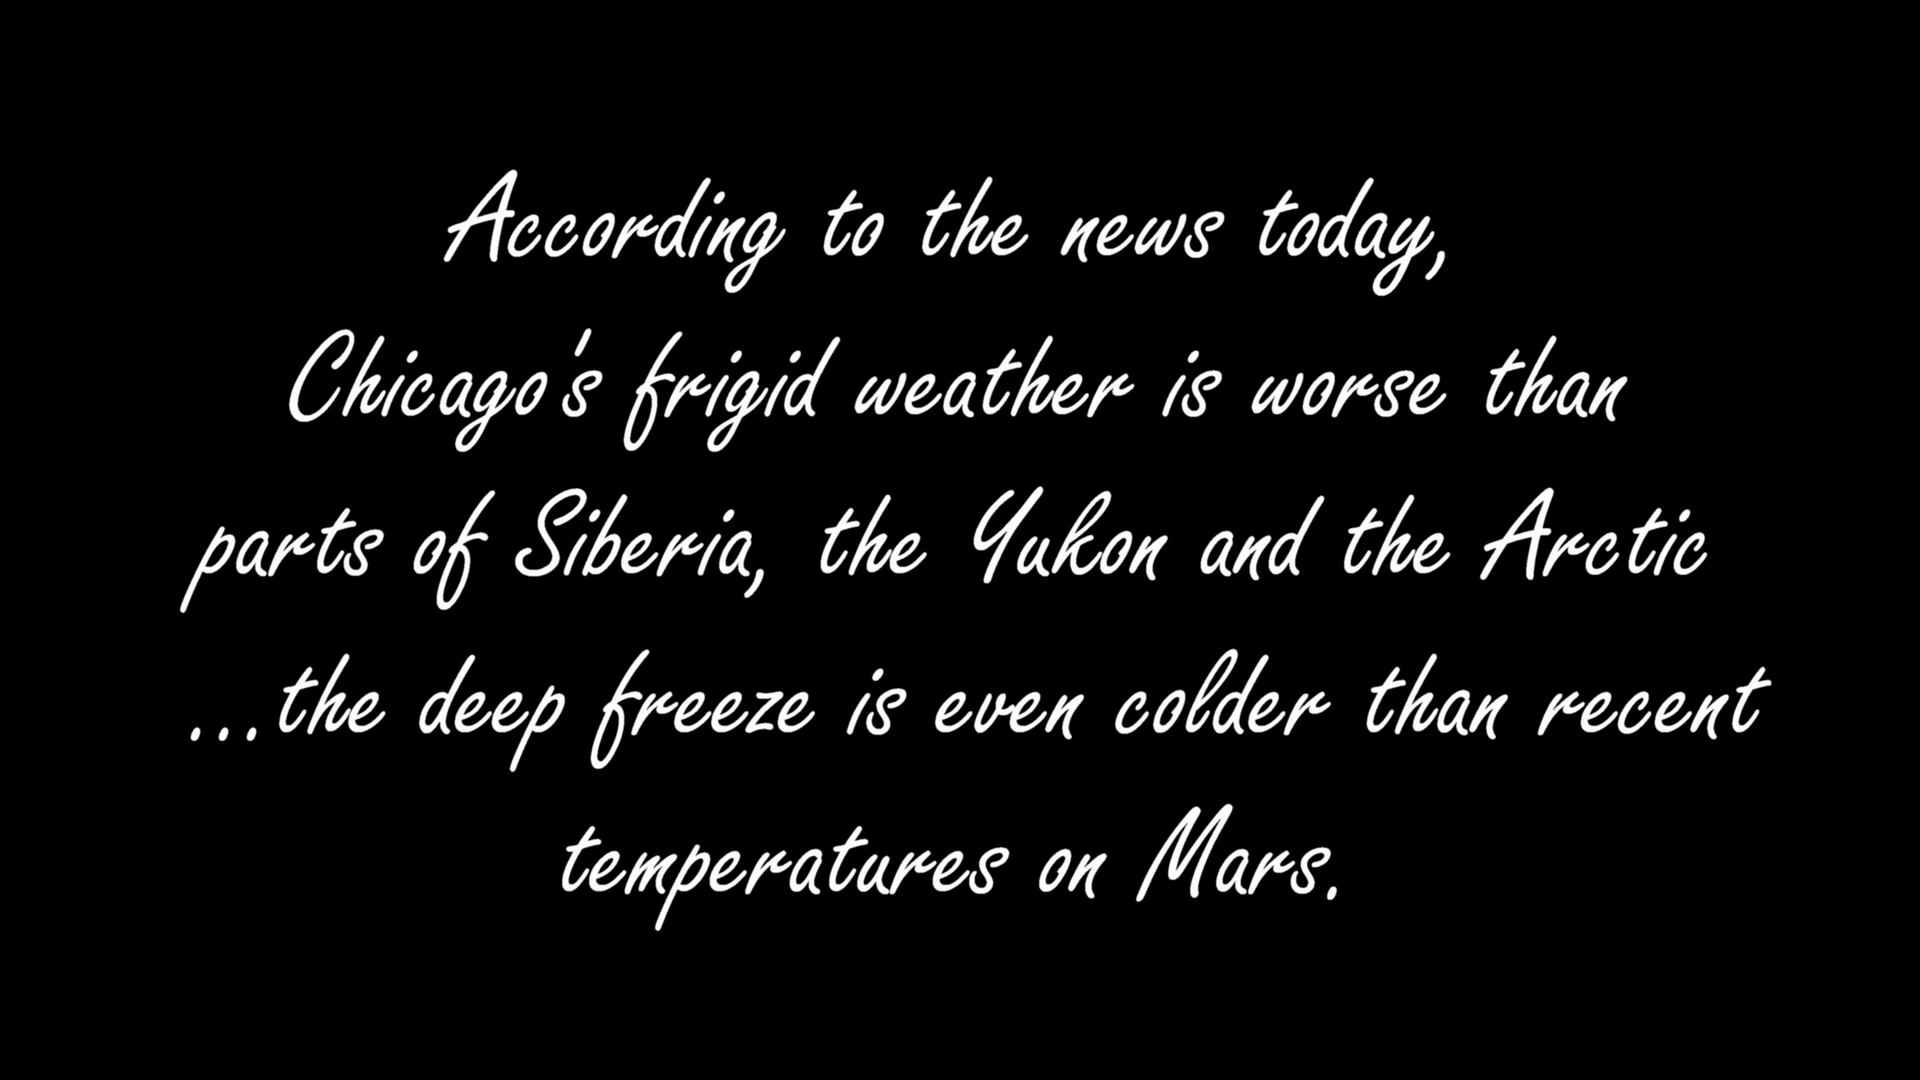 According to the news today,
Chicago's frigid weather is worse than
parts of Siberia, the Yukon and the Arctic
...the deep freeze is even colder than recent
temperatures on Mars.